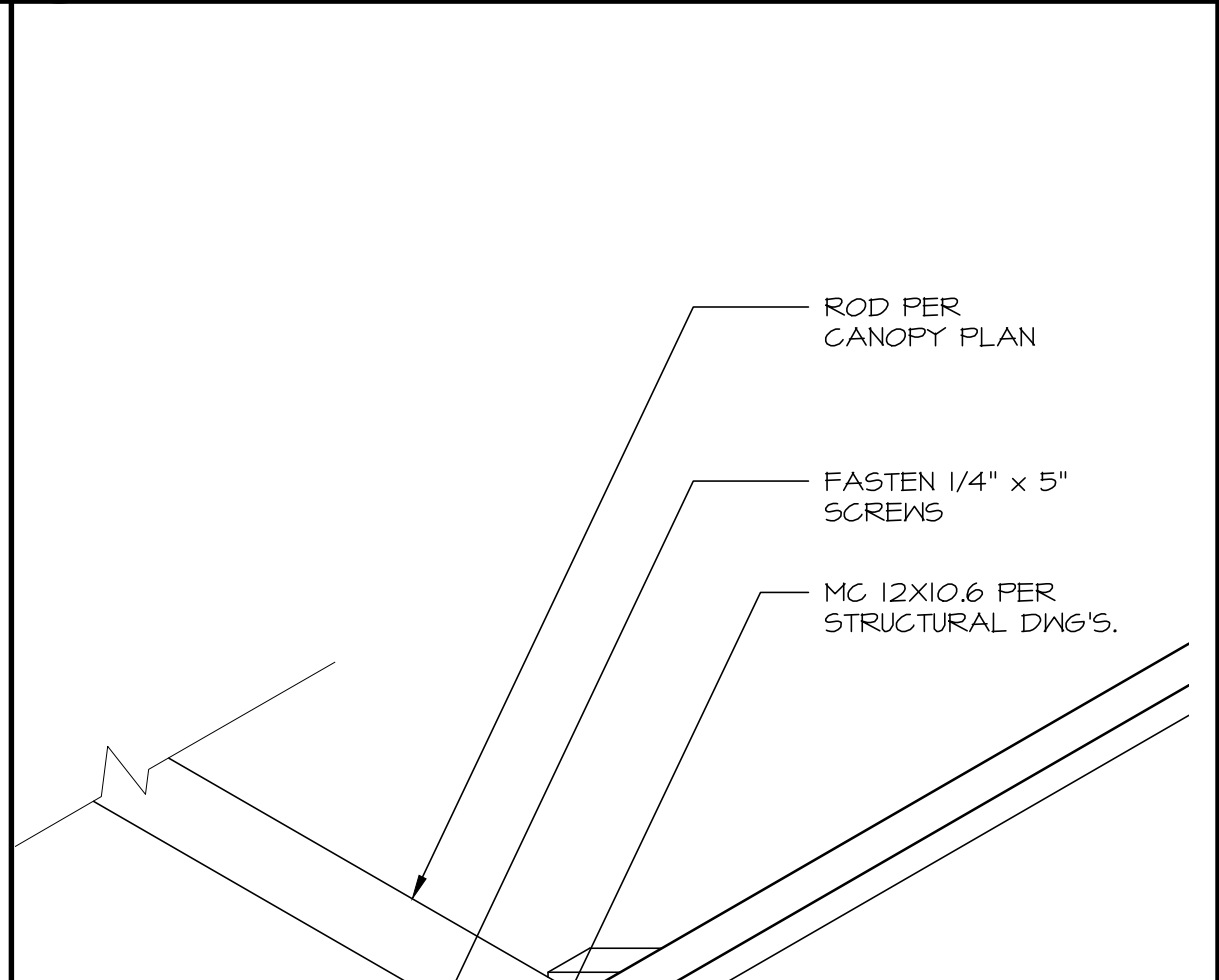 ROD PER
CANOPY PLAN
FASTEN 1/4" x 5"
SCREWS
MC 12X10.6 PER
STRUCTURAL DWG'S.